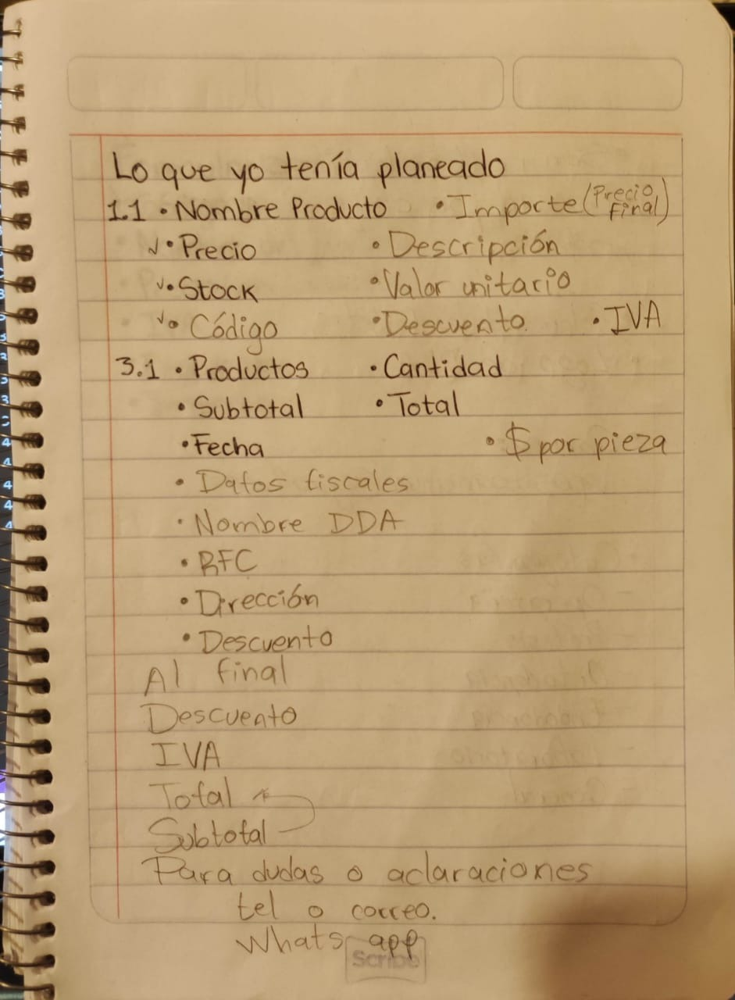 Lo que yo tenía planeado
1.1 • Nombre Producto • Importe (Precio Final)
✓• Precio • Descripción
✓• Stock • Valor unitario
✓• Código • Descuento • IVA
3.1 • Productos • Cantidad
• Subtotal • Total
• Fecha • $ por pieza
• Datos fiscales
• Nombre DDA
• RFC
• Dirección
• Descuento
Al final
Descuento
IVA
Total
Subtotal
Para dudas o aclaraciones
tel o correo.
Whats app
Scribe